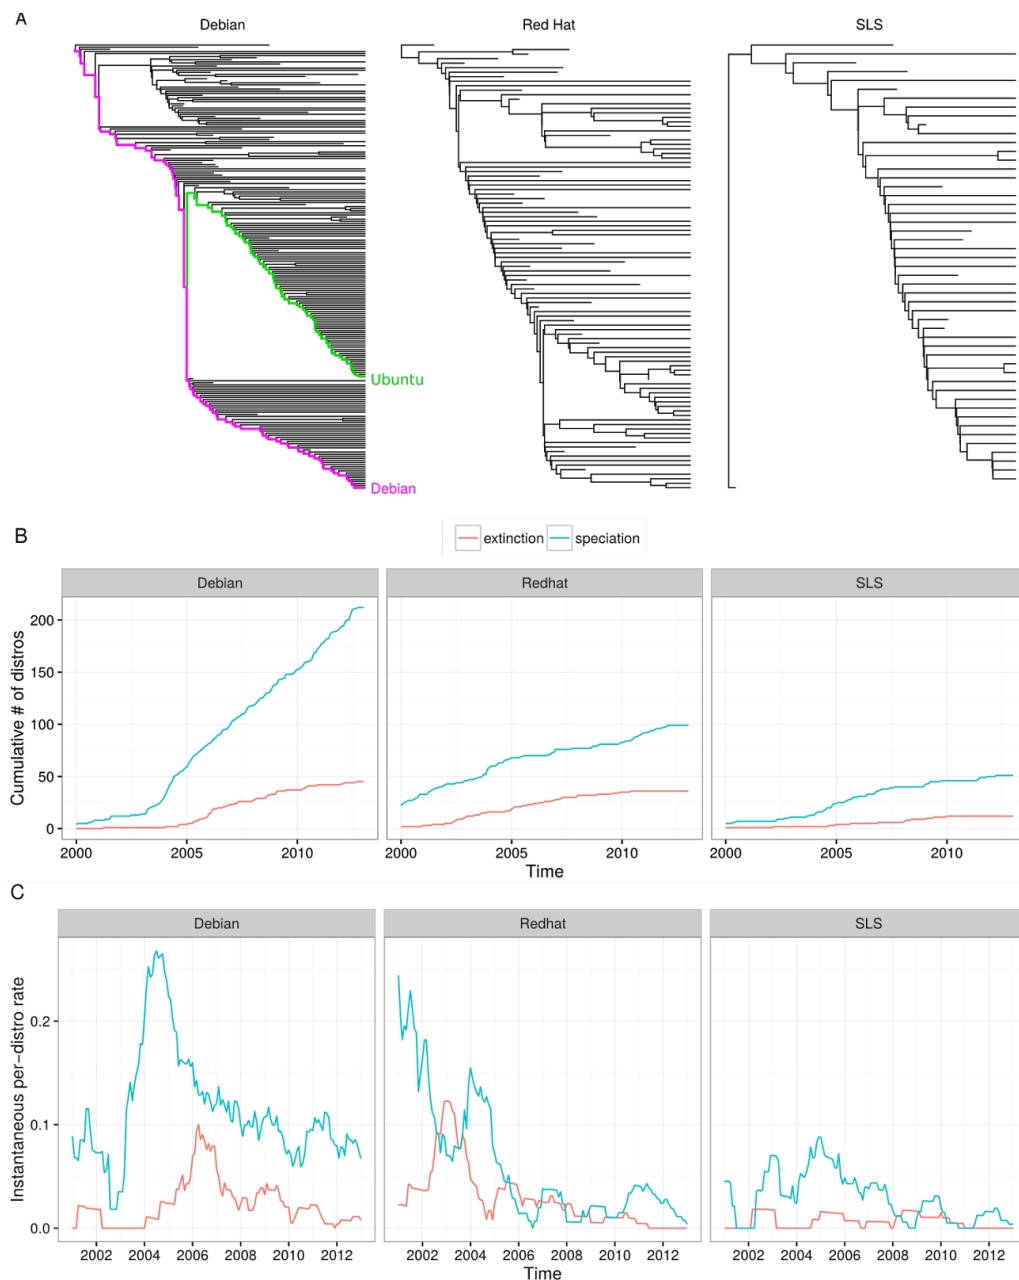 A
Debian Red Hat SLS
Ubuntu
Debian
B
extinction speciation
Debian Redhat SLS
Cumulative # of distros
200
150
100
50
0
2000 2005 2010 2000 2005 2010 2000 2005 2010
Time
C
Debian Redhat SLS
Instantaneous per-distro rate
0.2
0.1
0.0
2002 2004 2006 2008 2010 2012 2002 2004 2006 2008 2010 2012 2002 2004 2006 2008 2010 2012
Time